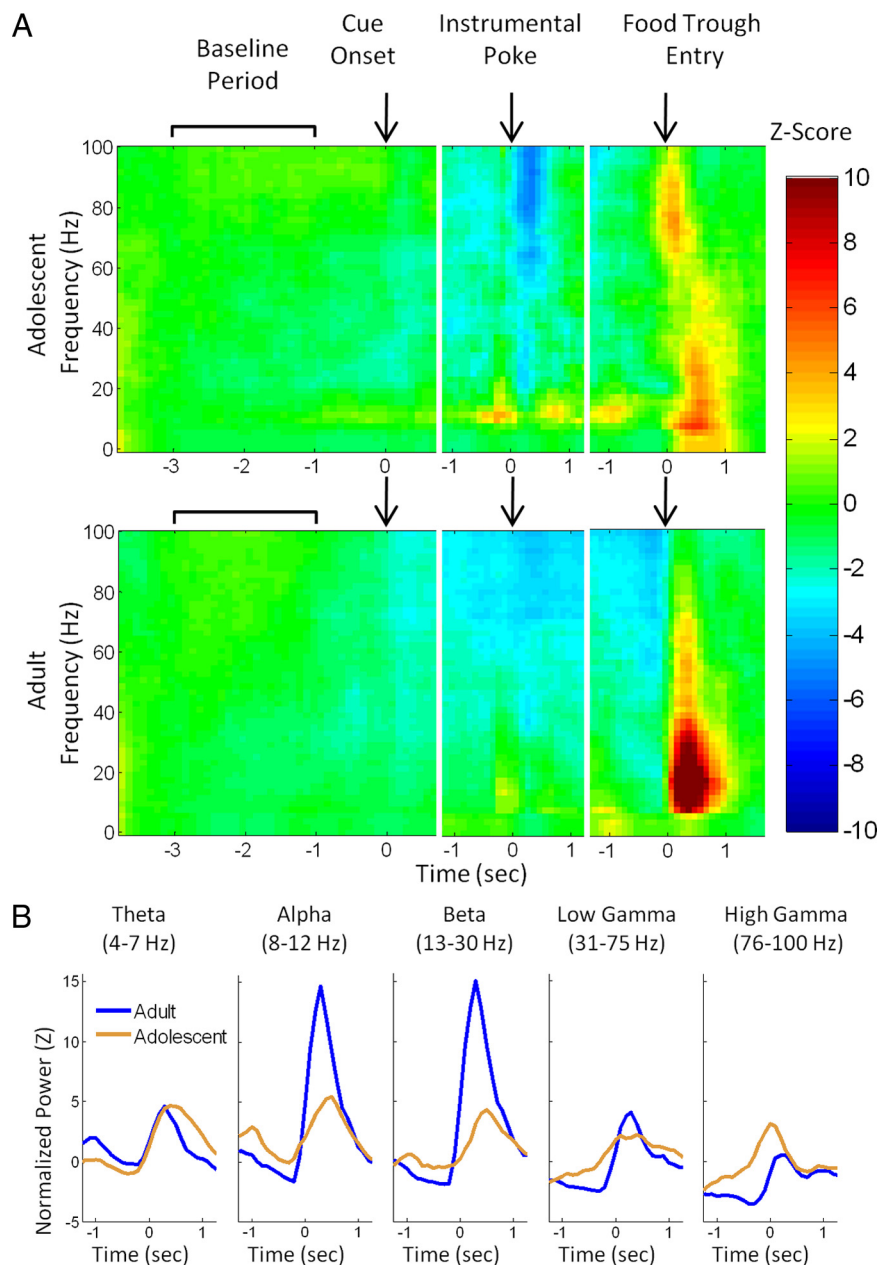 A
Baseline
Period
Cue
Onset
Instrumental
Poke
Food Trough
Entry
Z-Score
Adolescent
Frequency (Hz)
100
80
60
40
20
0
-3
-2
-1
0
-1
0
1
0
1
10
8
6
4
2
0
-2
-4
-6
-8
-10
Adult
Frequency (Hz)
100
80
60
40
20
0
-3
-2
-1
0
-1
0
1
-1
0
1
Time (sec)
B
Theta
(4-7 Hz)
Alpha
(8-12 Hz)
Beta
(13-30 Hz)
Low Gamma
(31-75 Hz)
High Gamma
(76-100 Hz)
Normalized Power (Z)
15
10
5
0
-5
Adult
Adolescent
-1 0 1
-1 0 1
-1 0 1
-1 0 1
-1 0 1
Time (sec)
Time (sec)
Time (sec)
Time (sec)
Time (sec)